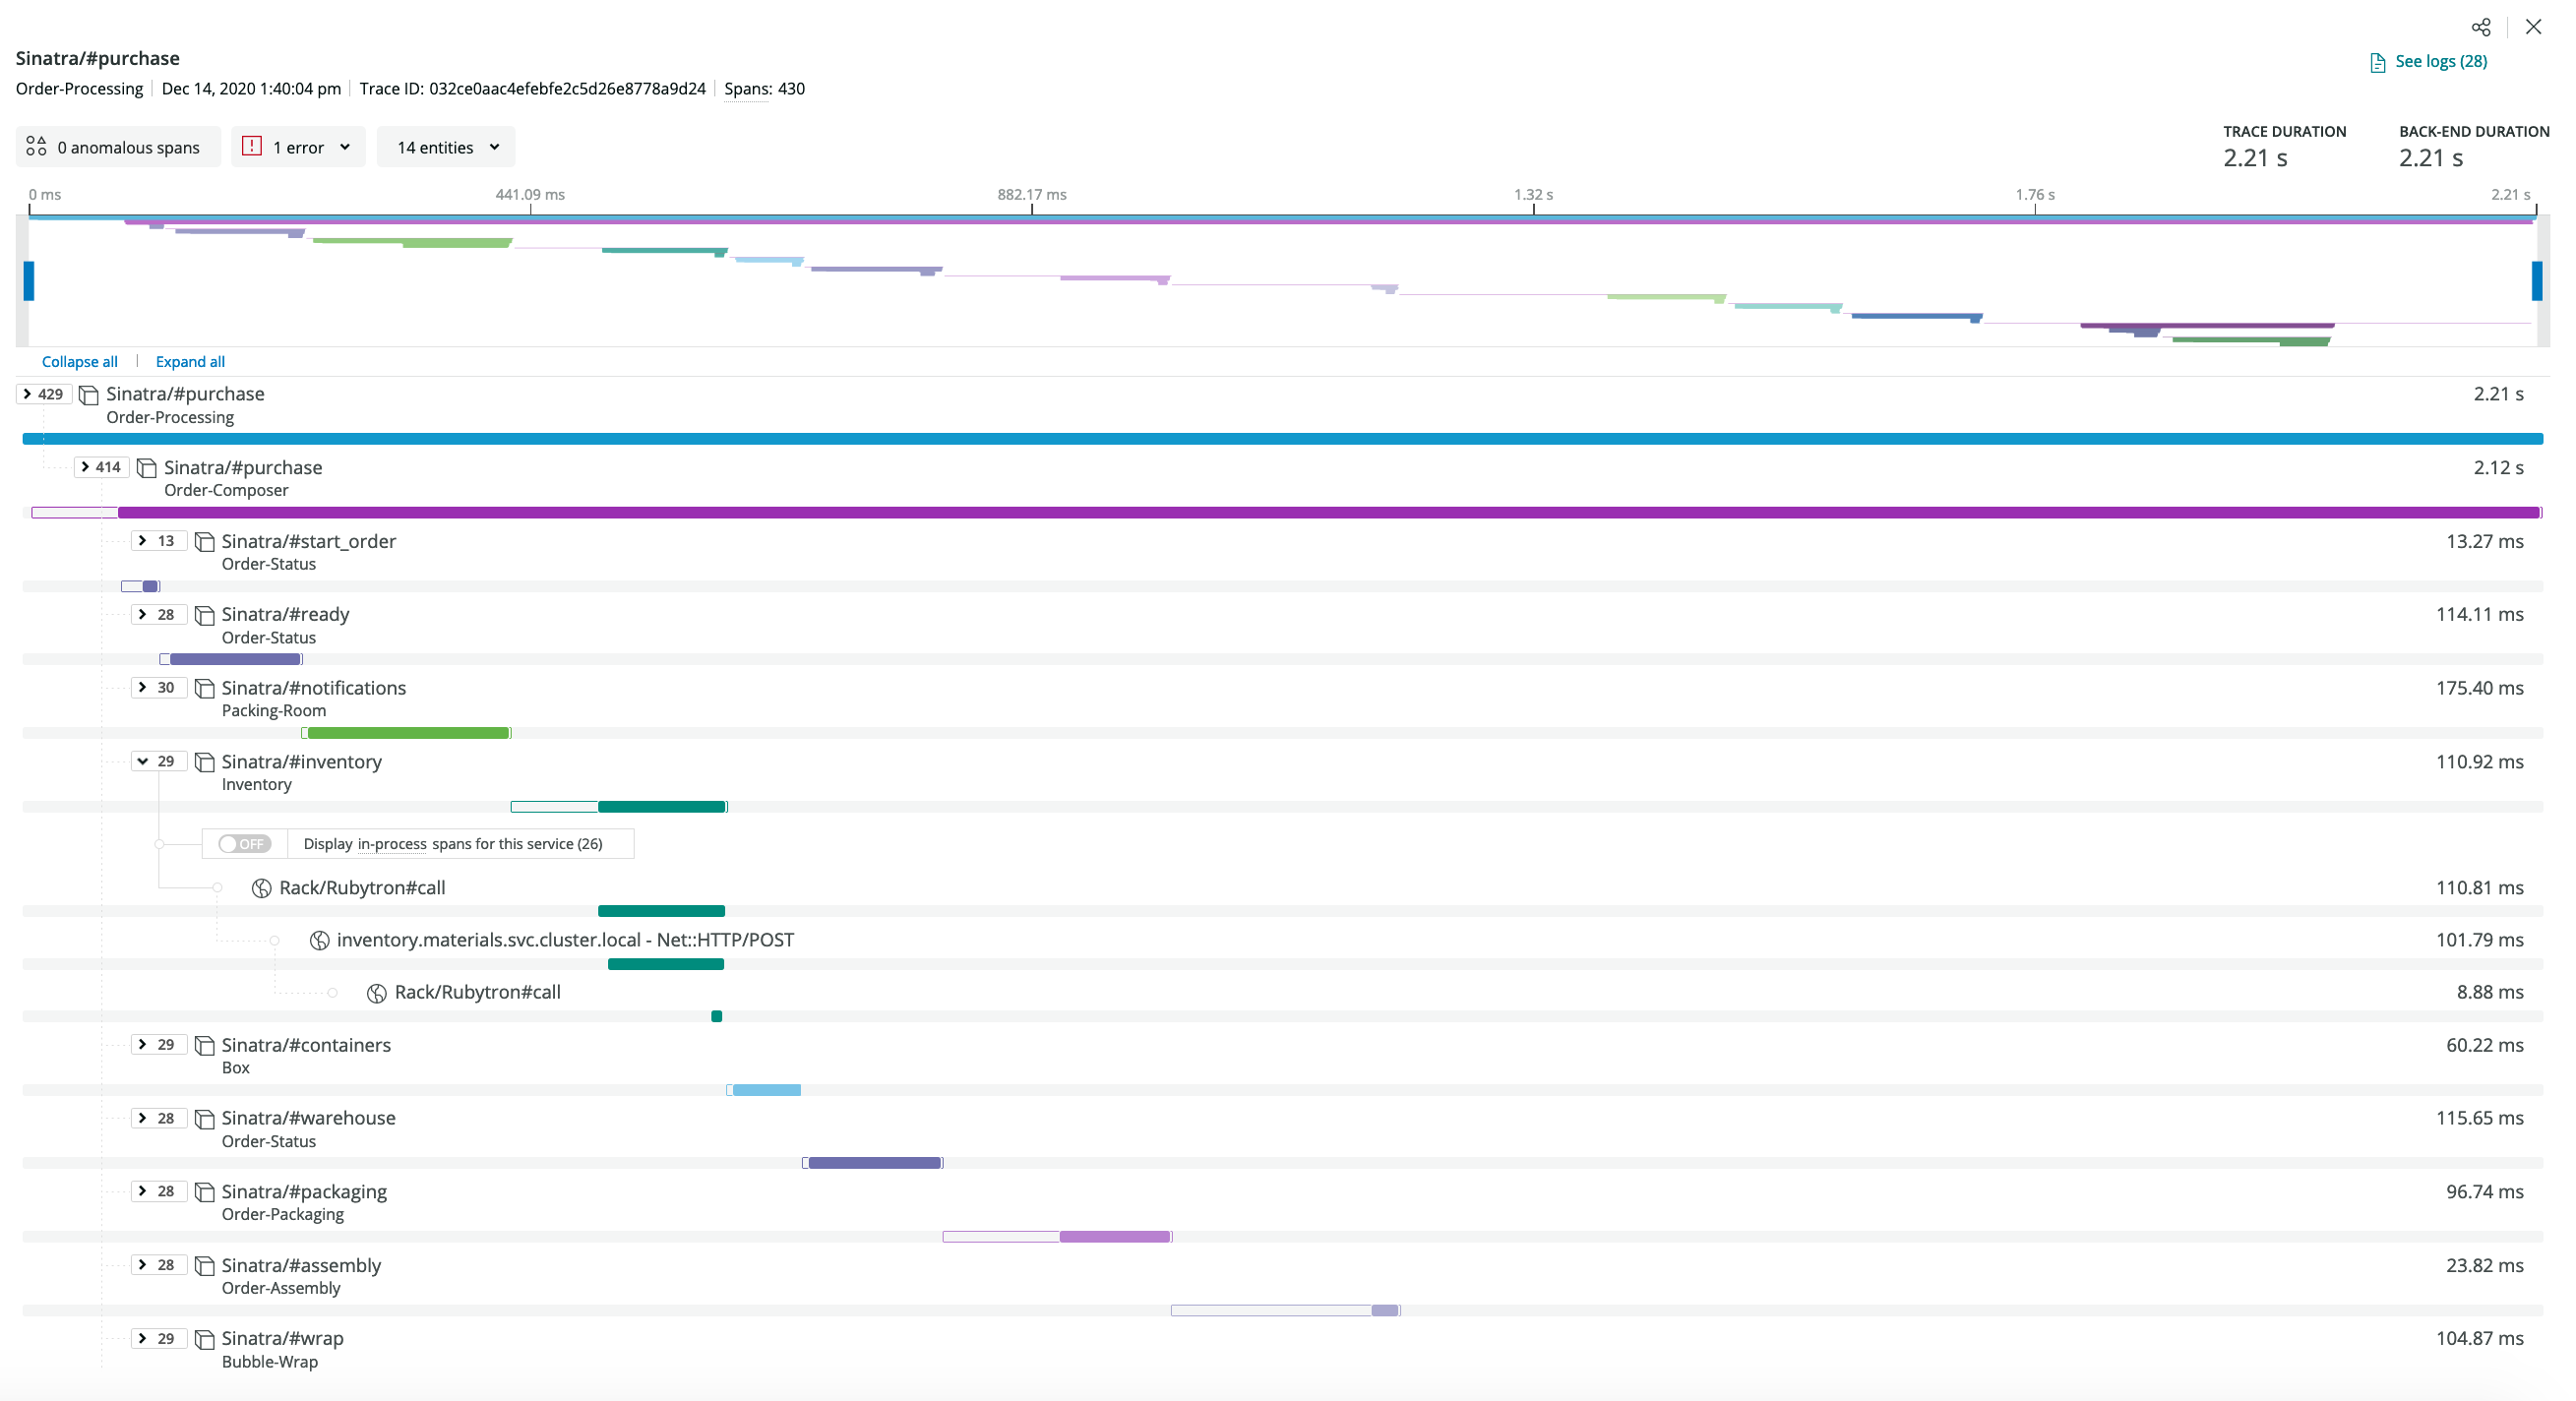 Sinatra/#purchase
See logs (28)
Order-Processing Dec 14, 2020 1:40:04 pm Trace ID: 032ce0aac4efebfe2c5d26e8778a9d24 Spans: 430
0 anomalous spans 1 error 14 entities
TRACE DURATION BACK-END DURATION
2.21 s 2.21 s
0 ms 441.09 ms 882.17 ms 1.32 s 1.76 s 2.21 s
Collapse all Expand all
429 Sinatra/#purchase 2.21 s
Order-Processing
414 Sinatra/#purchase 2.12 s
Order-Composer
13 Sinatra/#start_order 13.27 ms
Order-Status
28 Sinatra/#ready 114.11 ms
Order-Status
30 Sinatra/#notifications 175.40 ms
Packing-Room
29 Sinatra/#inventory 110.92 ms
Inventory
OFF Display in-process spans for this service (26)
Rack/Rubytron#call 110.81 ms
inventory.materials.svc.cluster.local - Net::HTTP/POST 101.79 ms
Rack/Rubytron#call 8.88 ms
29 Sinatra/#containers 60.22 ms
Box
28 Sinatra/#warehouse 115.65 ms
Order-Status
28 Sinatra/#packaging 96.74 ms
Order-Packaging
28 Sinatra/#assembly 23.82 ms
Order-Assembly
29 Sinatra/#wrap 104.87 ms
Bubble-Wrap